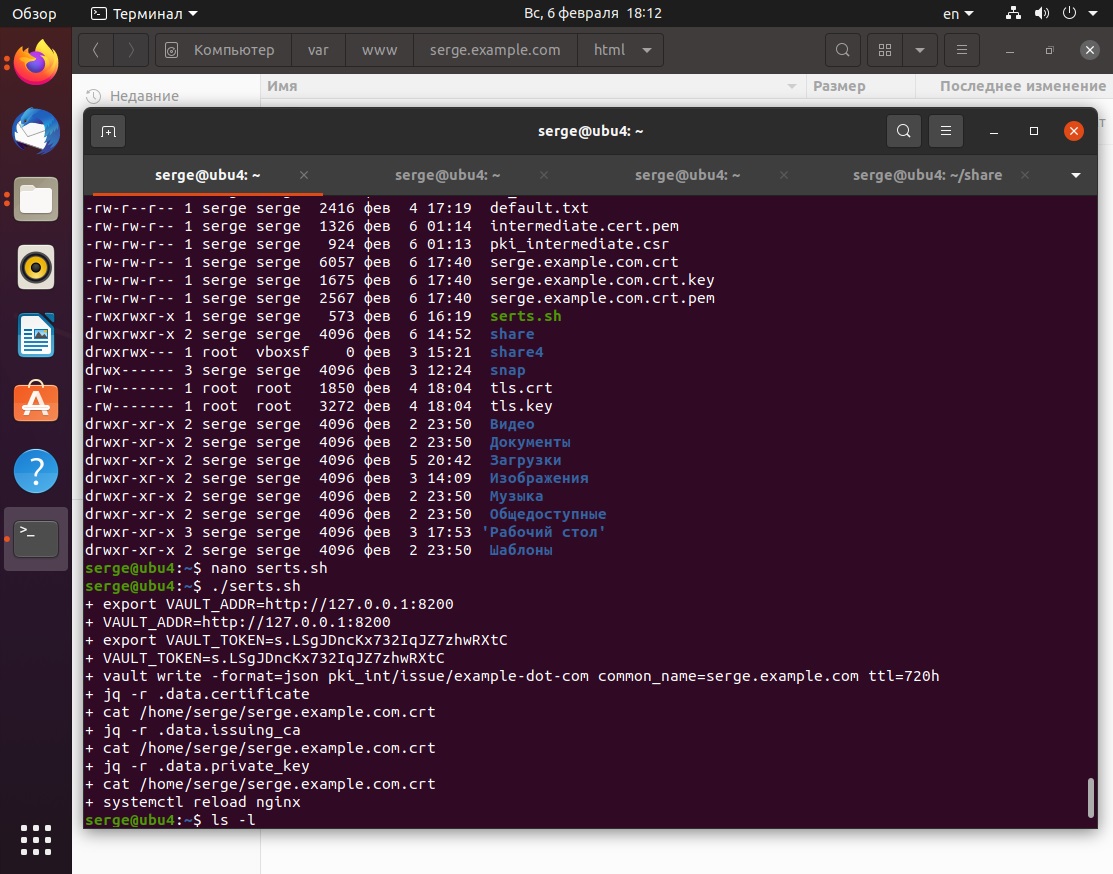 Обзор Терминал Вс, 6 февраля 18:12 en
Компьютер var www serge.example.com html
Недавние Имя Размер Последнее изменение
serge@ubu4: ~
serge@ubu4: ~ serge@ubu4: ~ serge@ubu4: ~ serge@ubu4: ~/share
-rw-r--r-- 1 serge serge 2416 фев 4 17:19 default.txt
-rw-rw-r-- 1 serge serge 1326 фев 6 01:14 intermediate.cert.pem
-rw-rw-r-- 1 serge serge 924 фев 6 01:13 pki_intermediate.csr
-rw-rw-r-- 1 serge serge 6057 фев 6 17:40 serge.example.com.crt
-rw-rw-r-- 1 serge serge 1675 фев 6 17:40 serge.example.com.crt.key
-rw-rw-r-- 1 serge serge 2567 фев 6 17:40 serge.example.com.crt.pem
-rwxrwxr-x 1 serge serge 573 фев 6 16:19 serts.sh
drwxrwxr-x 2 serge serge 4096 фев 6 14:52 share
drwxrwx--- 1 root vboxsf 0 фев 3 15:21 share4
drwx------ 3 serge serge 4096 фев 3 12:24 snap
-rw------- 1 root root 1850 фев 4 18:04 tls.crt
-rw------- 1 root root 3272 фев 4 18:04 tls.key
drwxr-xr-x 2 serge serge 4096 фев 2 23:50 Видео
drwxr-xr-x 2 serge serge 4096 фев 2 23:50 Документы
drwxr-xr-x 2 serge serge 4096 фев 5 20:42 Загрузки
drwxr-xr-x 2 serge serge 4096 фев 3 14:09 Изображения
drwxr-xr-x 2 serge serge 4096 фев 2 23:50 Музыка
drwxr-xr-x 2 serge serge 4096 фев 2 23:50 Общедоступные
drwxr-xr-x 3 serge serge 4096 фев 3 17:53 'Рабочий стол'
drwxr-xr-x 2 serge serge 4096 фев 2 23:50 Шаблоны
serge@ubu4:~$ nano serts.sh
serge@ubu4:~$ ./serts.sh
+ export VAULT_ADDR=http://127.0.0.1:8200
+ VAULT_ADDR=http://127.0.0.1:8200
+ export VAULT_TOKEN=s.LSgJDncKx732IqJZ7zhwRXtC
+ VAULT_TOKEN=s.LSgJDncKx732IqJZ7zhwRXtC
+ vault write -format=json pki_int/issue/example-dot-com common_name=serge.example.com ttl=720h
+ jq -r .data.certificate
+ cat /home/serge/serge.example.com.crt
+ jq -r .data.issuing_ca
+ cat /home/serge/serge.example.com.crt
+ jq -r .data.private_key
+ cat /home/serge/serge.example.com.crt
+ systemctl reload nginx
serge@ubu4:~$ ls -l